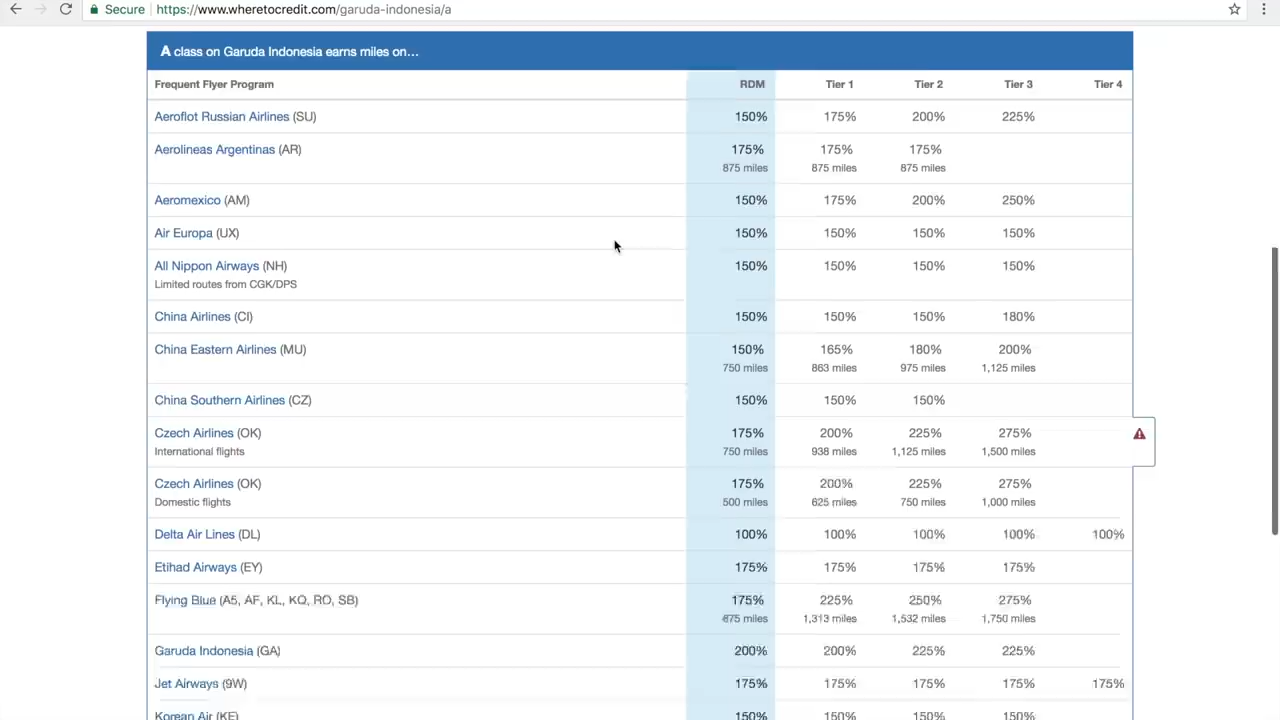 Secure https://www.wheretocredit.com/garuda-indonesia/a
A class on Garuda Indonesia earns miles on...
Frequent Flyer Program RDM Tier 1 Tier 2 Tier 3 Tier 4
Aeroflot Russian Airlines (SU) 150% 175% 200% 225%
Aerolineas Argentinas (AR) 175% 175% 175%
875 miles 875 miles 875 miles
Aeromexico (AM) 150% 175% 200% 250%
Air Europa (UX) 150% 150% 150% 150%
All Nippon Airways (NH) 150% 150% 150% 150%
Limited routes from CGK/DPS
China Airlines (CI) 150% 150% 150% 180%
China Eastern Airlines (MU) 150% 165% 180% 200%
750 miles 863 miles 975 miles 1,125 miles
China Southern Airlines (CZ) 150% 150% 150%
Czech Airlines (OK) 175% 200% 225% 275%
International flights 750 miles 938 miles 1,125 miles 1,500 miles
Czech Airlines (OK) 175% 200% 225% 275%
Domestic flights 500 miles 625 miles 750 miles 1,000 miles
Delta Air Lines (DL) 100% 100% 100% 100% 100%
Etihad Airways (EY) 175% 175% 175% 175%
Flying Blue (A5, AF, KL, KQ, RO, SB) 175% 225% 250% 275%
875 miles 1,313 miles 1,532 miles 1,750 miles
Garuda Indonesia (GA) 200% 200% 225% 225%
Jet Airways (9W) 175% 175% 175% 175% 175%
Korean Air (KE) 150% 150% 150% 150%